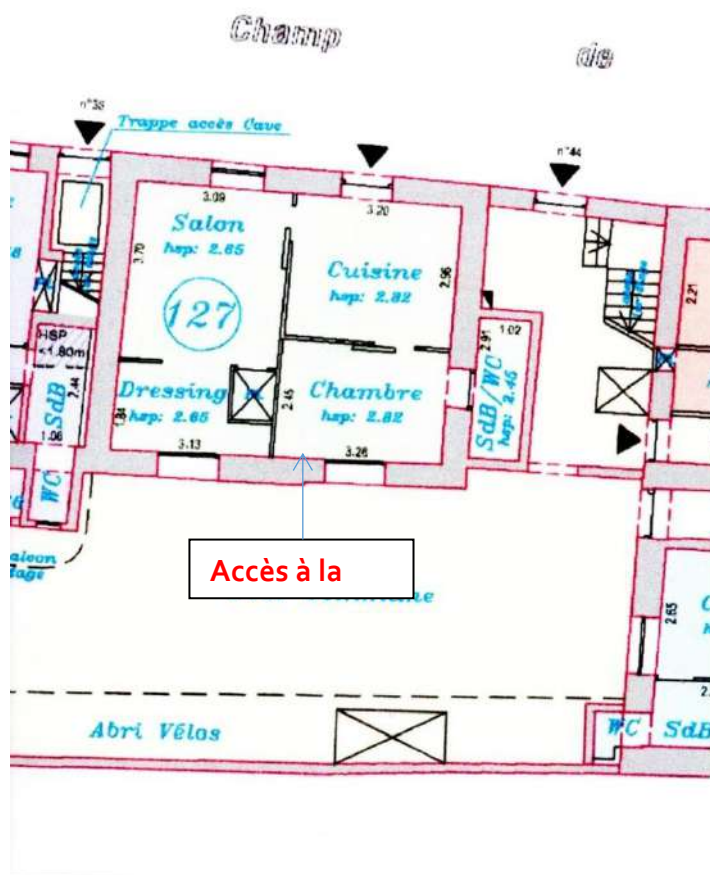 Champ
de
n°38
Trappe accès Cave
n°44
3.09
3.20
Salon
hsp: 2.65
3.70
Cuisine
hsp: 2.82
2.96
127
2.21
HSP
<1.80m
2.91
1.02
SdB/WC
hsp: 2.45
Dressing
hsp: 2.65
1.84
2.45
Chambre
hsp: 2.82
SdB
2.44
1.06
3.13
3.26
WC
Accès à la
2.65
Abri Vélos
WC
SdB